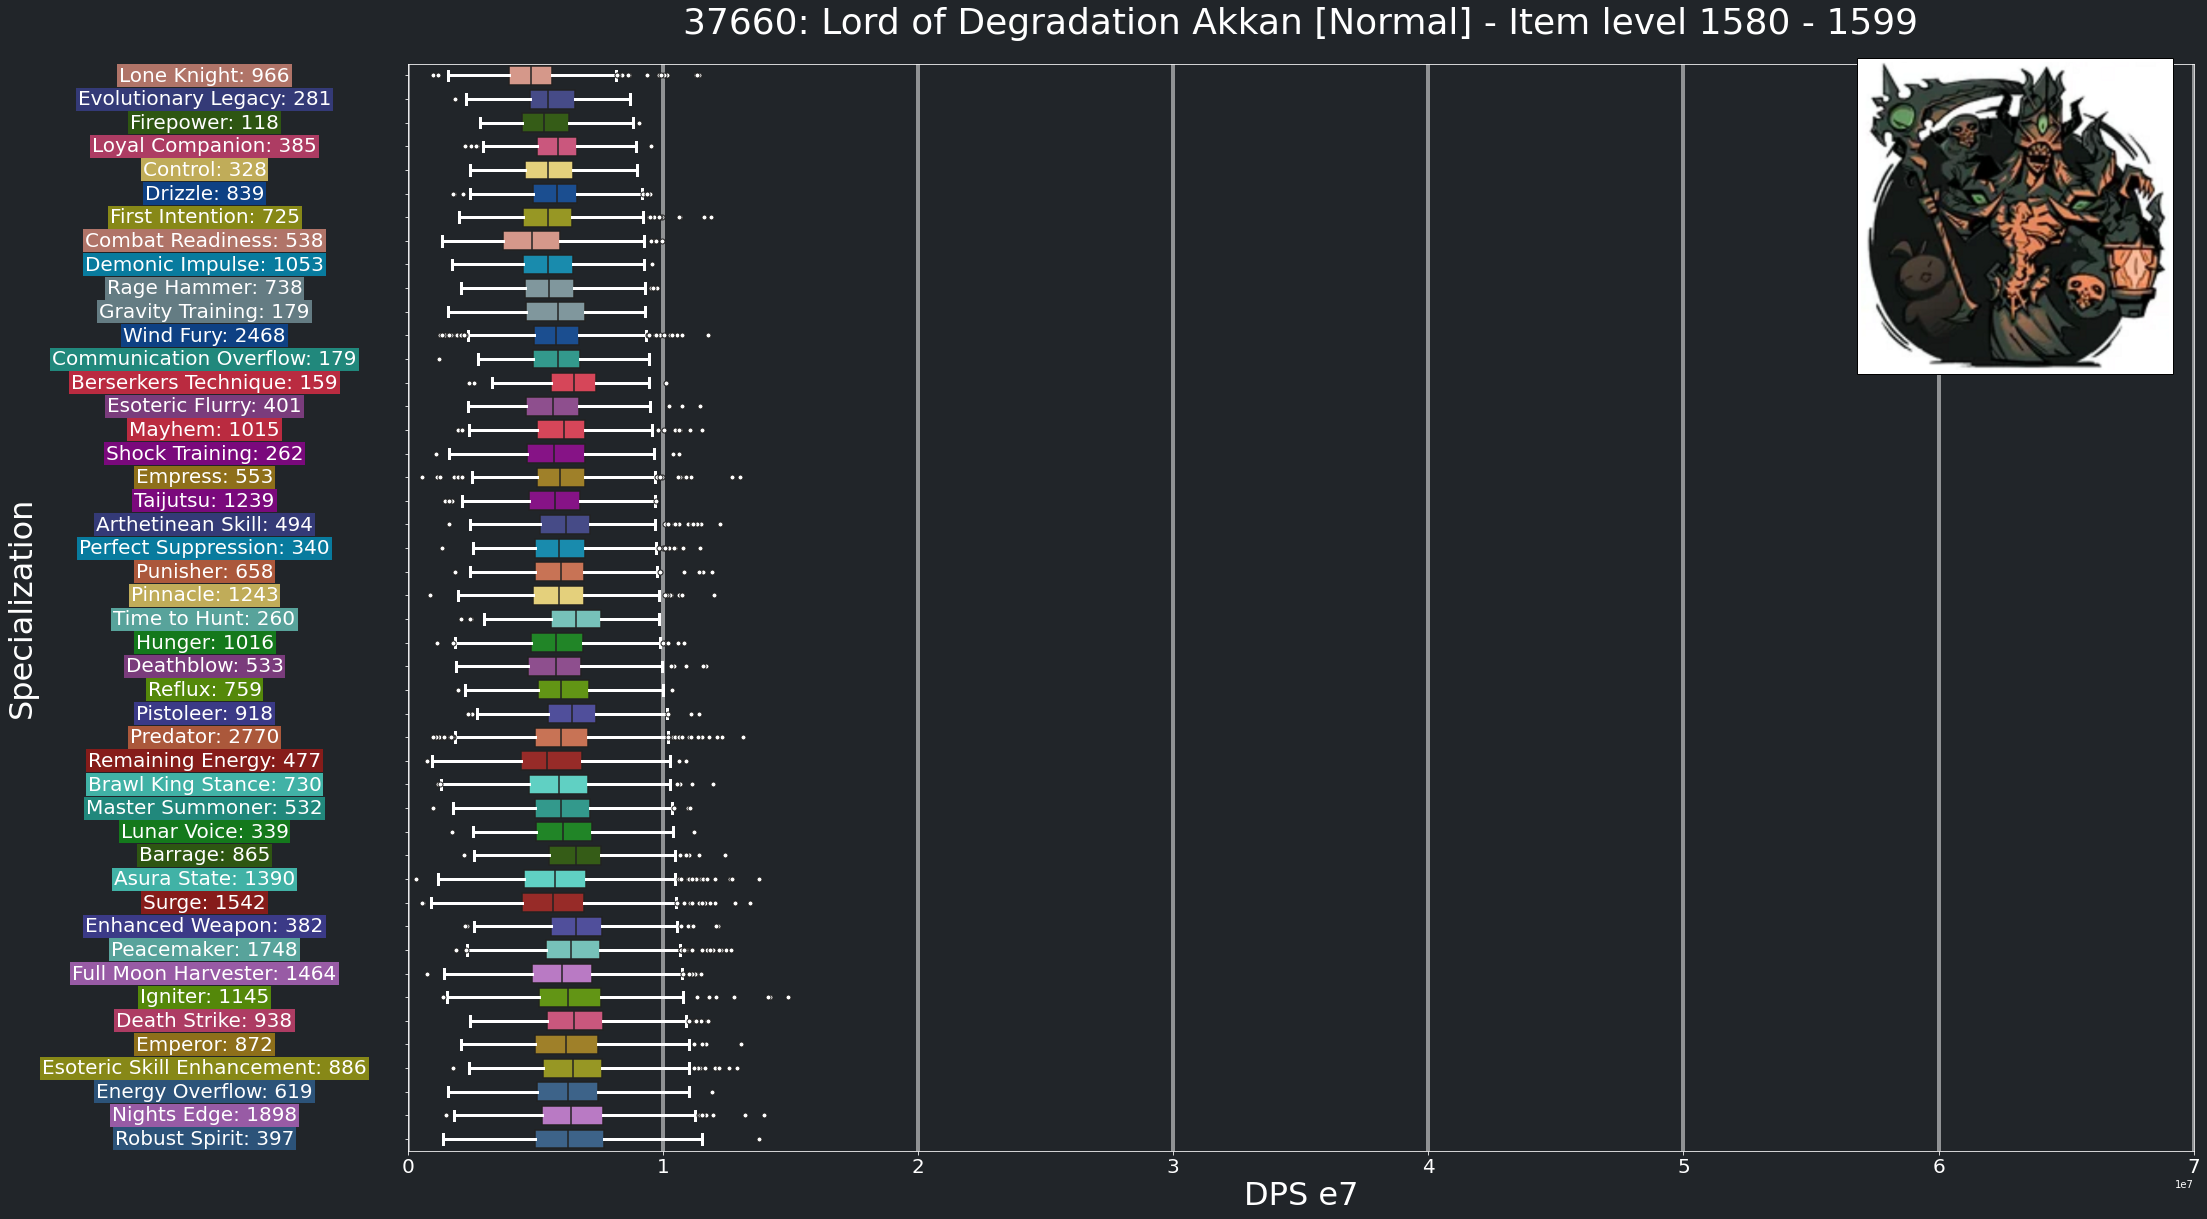 37660: Lord of Degradation Akkan [Normal] - Item level 1580 - 1599
Lone Knight: 966
Evolutionary Legacy: 281
Firepower: 118
Loyal Companion: 385
Control: 328
Drizzle: 839
First Intention: 725
Combat Readiness: 538
Demonic Impulse: 1053
Rage Hammer: 738
Gravity Training: 179
Wind Fury: 2468
Communication Overflow: 179
Berserkers Technique: 159
Esoteric Flurry: 401
Mayhem: 1015
Shock Training: 262
Empress: 553
Taijutsu: 1239
Arthetinean Skill: 494
Perfect Suppression: 340
Punisher: 658
Pinnacle: 1243
Time to Hunt: 260
Hunger: 1016
Deathblow: 533
Reflux: 759
Pistoleer: 918
Predator: 2770
Remaining Energy: 477
Brawl King Stance: 730
Master Summoner: 532
Lunar Voice: 339
Barrage: 865
Asura State: 1390
Surge: 1542
Enhanced Weapon: 382
Peacemaker: 1748
Full Moon Harvester: 1464
Igniter: 1145
Death Strike: 938
Emperor: 872
Esoteric Skill Enhancement: 886
Energy Overflow: 619
Nights Edge: 1898
Robust Spirit: 397
Specialization
0 1 2 3 4 5 6 7
DPS e7
1e7